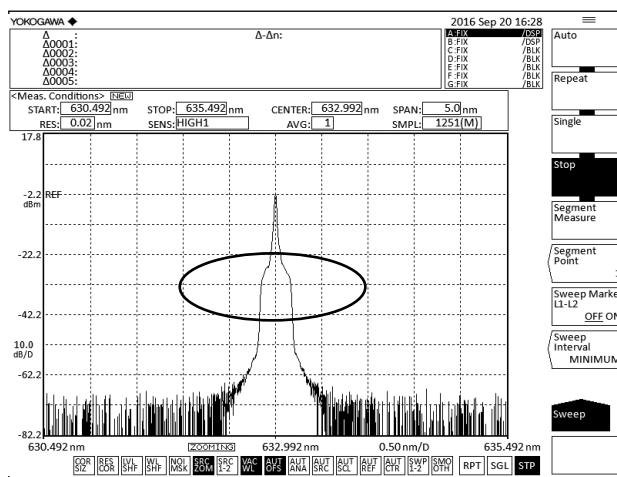 YOKOGAWA ◆
2016 Sep 20 16:28
Δ :
Δ0001:
Δ0002:
Δ0003:
Δ0004:
Δ0005:
Δ-Δn:
A:FIX /DSP
B:FIX /DSP
C:FIX /BLK
D:FIX /BLK
E:FIX /BLK
F:FIX /BLK
G:FIX /BLK
<Meas. Conditions> NEW
START: 630.492 nm STOP: 635.492 nm CENTER: 632.992 nm SPAN: 5.0 nm
RES: 0.02 nm SENS: HIGH1 AVG: 1 SMPL: 1251(M)
17.8
-2.2 REF
dBm
-22.2
-42.2
10.0
dB/D
-62.2
-82.2
630.492 nm ZOOMING 632.992 nm 0.50 nm/D 635.492 nm
COR SIZ
RES COR
LVL SHF
WL SHF
NOI MSK
SRC ZOM
SRC 1-2
VAC WL
AUT OFS
AUT ANA
AUT SRC
AUT SCL
AUT REF
AUT CTR
SWP 1-2
SMO OTH
RPT
SGL
STP
Auto
Repeat
Single
Stop
Segment
Measure
Segment
Point
Sweep Marke
L1-L2
OFF ON
Sweep
Interval
MINIMUM
Sweep